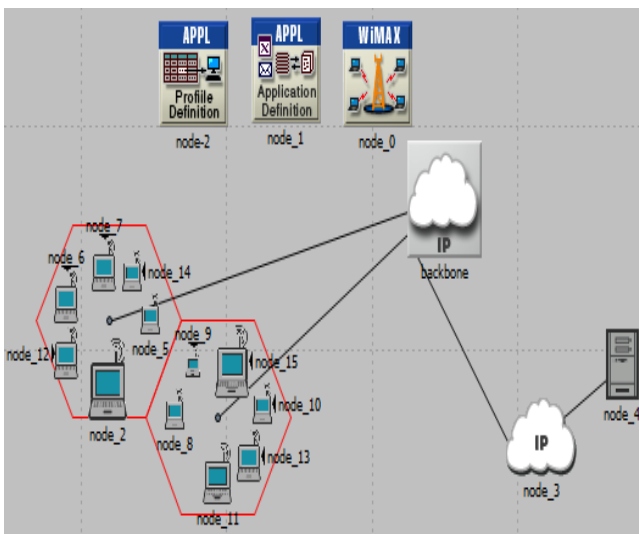 APPL
Profiile
Definition
node-2
APPL
Application
Definition
node_1
WiMAX
node_0
IP
backbone
node_7
node_6
node_14
node_5
node_12
node_2
node_9
node_15
node_10
node_8
node_13
node_11
IP
node_3
node_4